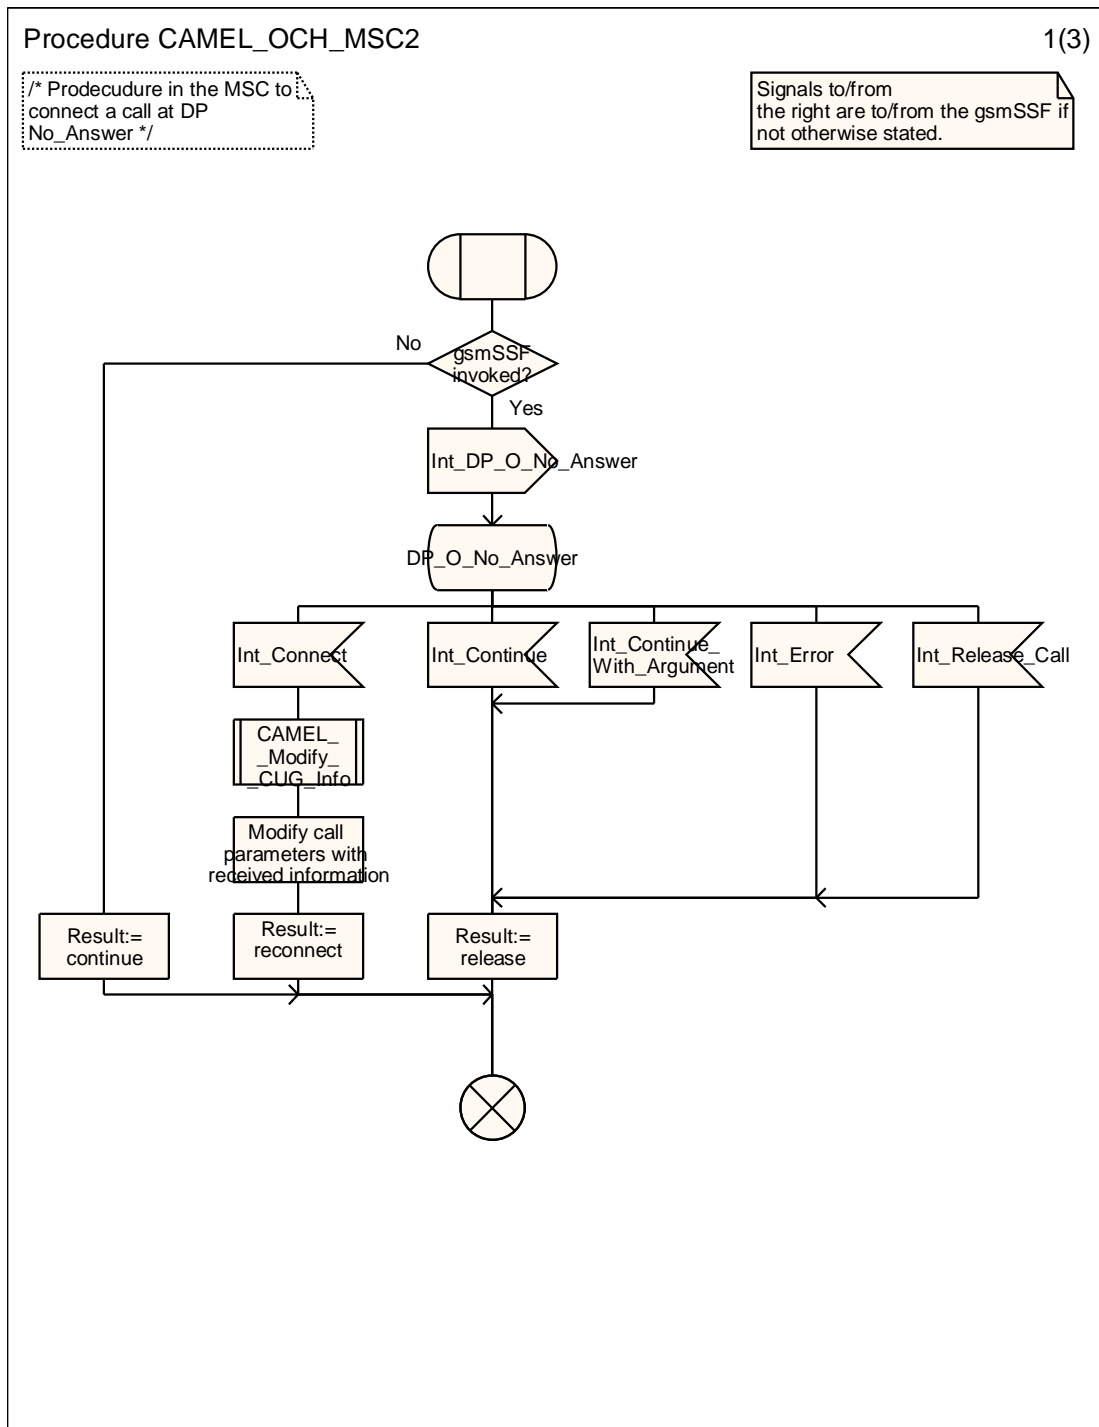 Procedure CAMEL_OCH_MSC2
1(3)
/* Prodecudure in the MSC to
connect a call at DP
No_Answer */
Signals to/from
the right are to/from the gsmSSF if
not otherwise stated.
No
gsmSSF
invoked?
Yes
Int_DP_O_No_Answer
DP_O_No_Answer
Int_Connect
Int_Continue
Int_Continue_
With_Argument
Int_Error
Int_Release_Call
CAMEL_
_Modify_
_CUG_Info
Modify call
parameters with
received information
Result:=
continue
Result:=
reconnect
Result:=
release